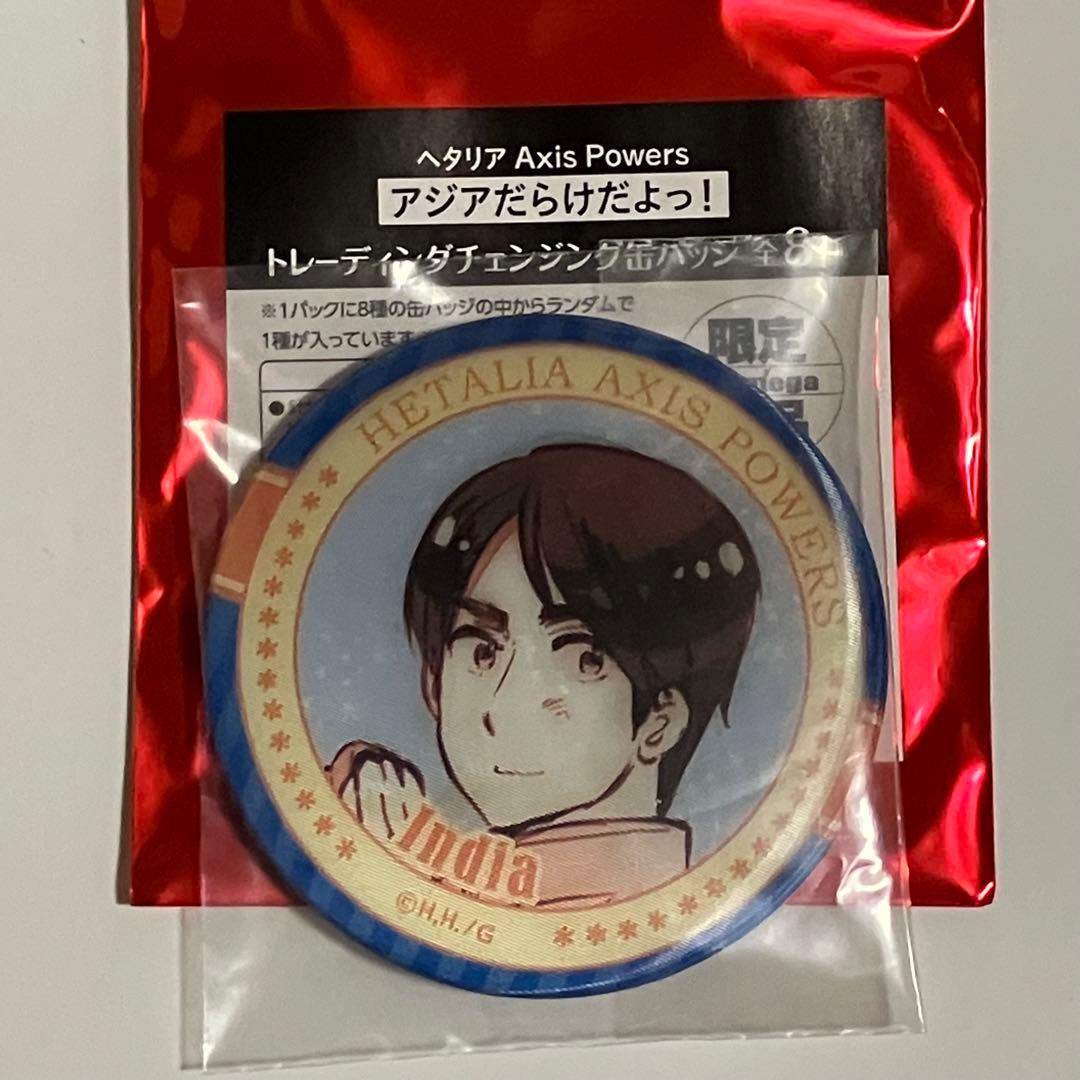 ヘタリア Axis Powers
アジアだらけだよっ!
トレーディングチェンジング缶バッジ 全8
※1パックに8種の缶バッジの中からランダムで
1種が入っています
限定
HETALIA AXIS POWERS
India
©H.H./G